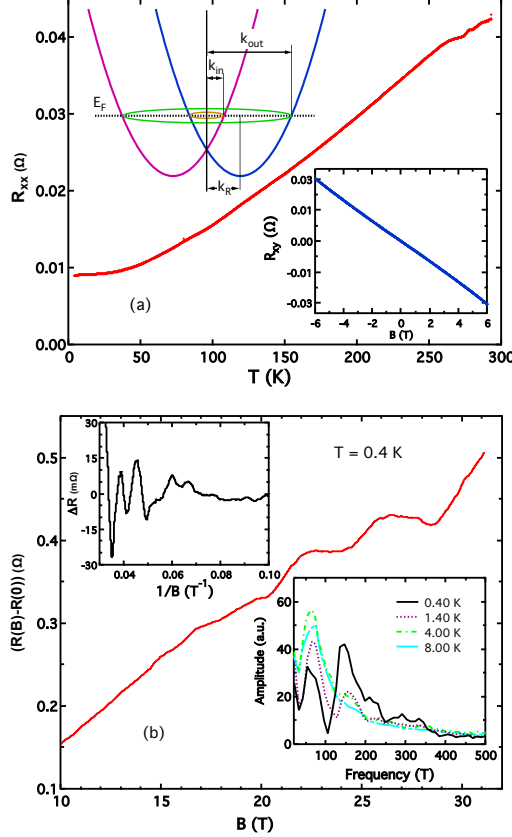 0.04
0.03
0.02
0.01
0.00
R_xx (Ω)
E_F
k_out
k_in
k_R
(a)
0.03
0.01
0.00
-0.01
-0.03
R_xy (Ω)
-6 -4 -2 0 2 4 6
B (T)
0 50 100 150 200 250 300
T (K)
0.5
0.4
0.3
0.2
0.1
(R(B)-R(0)) (Ω)
30
15
0
-15
-30
ΔR (mΩ)
0.04 0.06 0.08 0.10
1/B (T⁻¹)
T = 0.4 K
60
40
20
0
Amplitude (a.u.)
0.40 K
1.40 K
4.00 K
8.00 K
100 200 300 400 500
Frequency (T)
(b)
10 15 20 25 30
B (T)